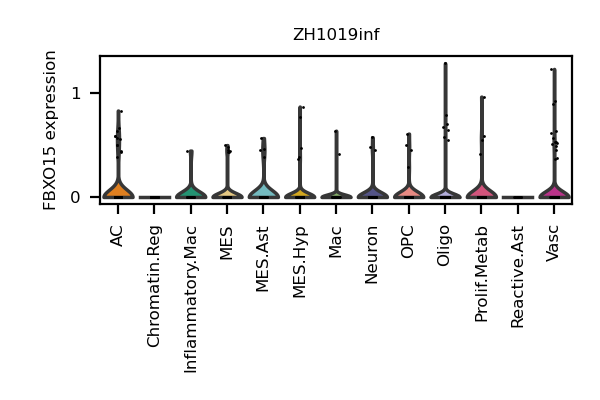 ZH1019inf
FBXO15 expression
1
0
AC
Chromatin.Reg
Inflammatory.Mac
MES
MES.Ast
MES.Hyp
Mac
Neuron
OPC
Oligo
Prolif.Metab
Reactive.Ast
Vasc